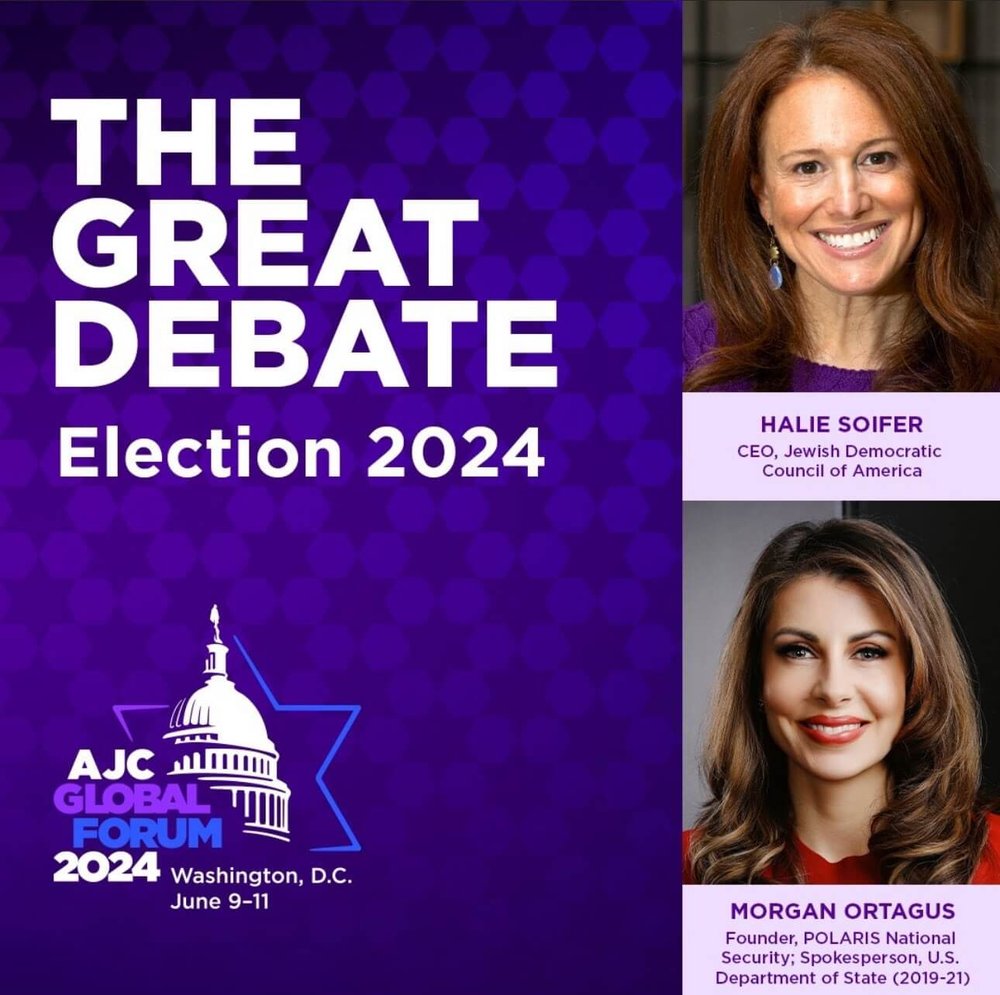 THE
GREAT
DEBATE
Election 2024
AJC
GLOBAL
FORUM
2024 Washington, D.C.
June 9–11
HALIE SOIFER
CEO, Jewish Democratic
Council of America
MORGAN ORTAGUS
Founder, POLARIS National
Security; Spokesperson, U.S.
Department of State (2019-21)